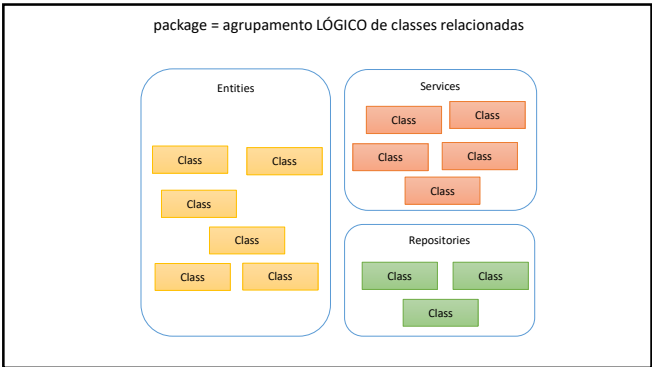 package = agrupamento LÓGICO de classes relacionadas
Entities
Class
Class
Class
Class
Class
Class
Services
Class
Class
Class
Class
Class
Repositories
Class
Class
Class